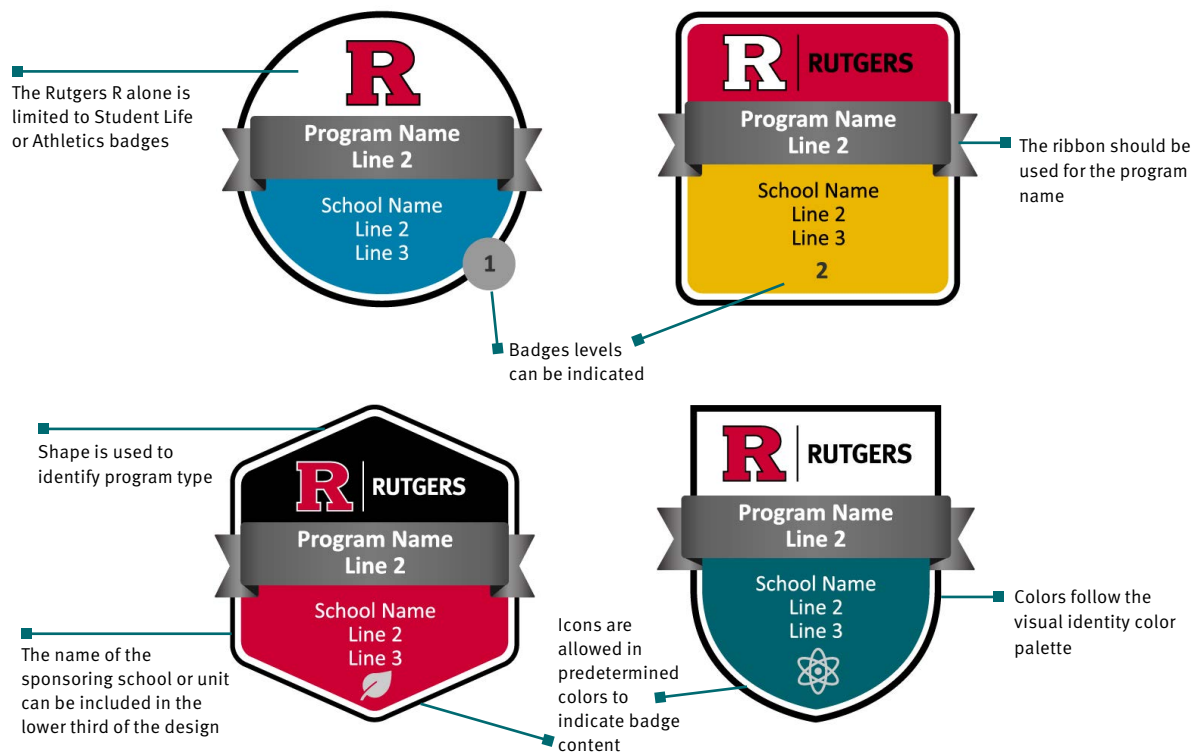 R
Program Name
Line 2
School Name
Line 2
Line 3
1
R RUTGERS
Program Name
Line 2
School Name
Line 2
Line 3
2
The Rutgers R alone is
limited to Student Life
or Athletics badges
The ribbon should be
used for the program
name
Badges levels
can be indicated
R RUTGERS
Program Name
Line 2
School Name
Line 2
Line 3
R RUTGERS
Program Name
Line 2
School Name
Line 2
Line 3
Shape is used to
identify program type
The name of the
sponsoring school or unit
can be included in the
lower third of the design
Icons are
allowed in
predetermined
colors to
indicate badge
content
Colors follow the
visual identity color
palette